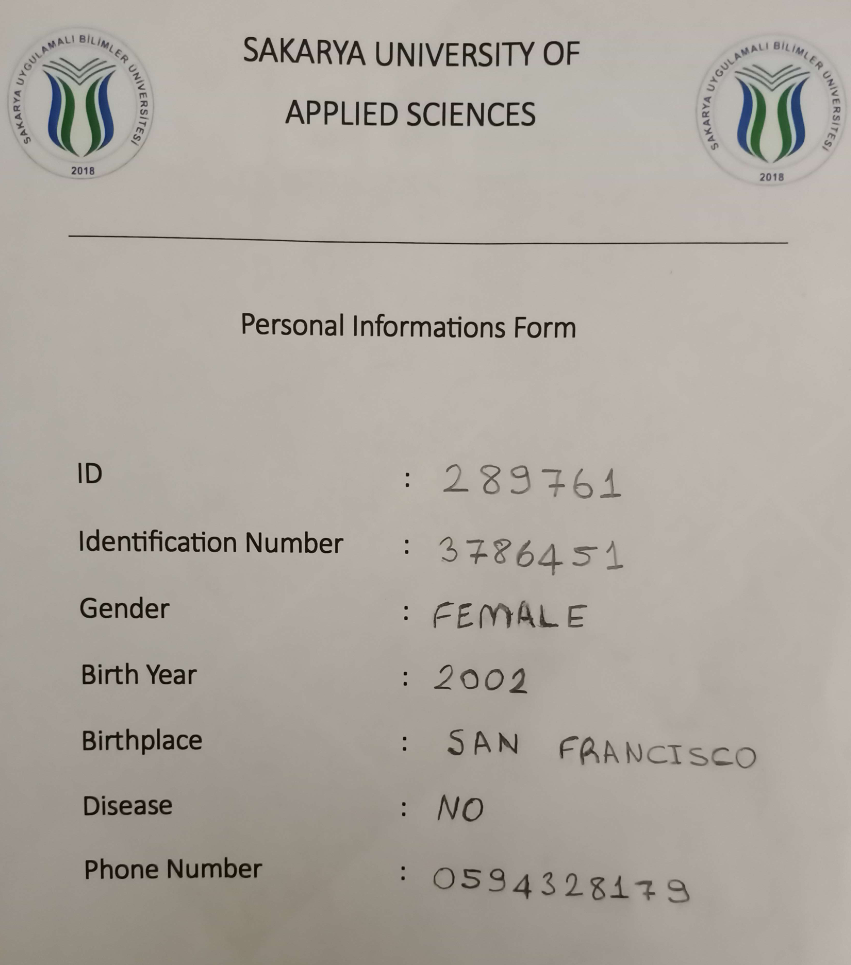 SAKARYA UYGULAMALI BİLİMLER ÜNİVERSİTESİ
2018
SAKARYA UNIVERSITY OF
APPLIED SCIENCES
SAKARYA UYGULAMALI BİLİMLER ÜNİVERSİTESİ
2018
Personal Informations Form
ID : 289761
Identification Number : 3786451
Gender : FEMALE
Birth Year : 2002
Birthplace : SAN FRANCISCO
Disease : NO
Phone Number : 0594328179